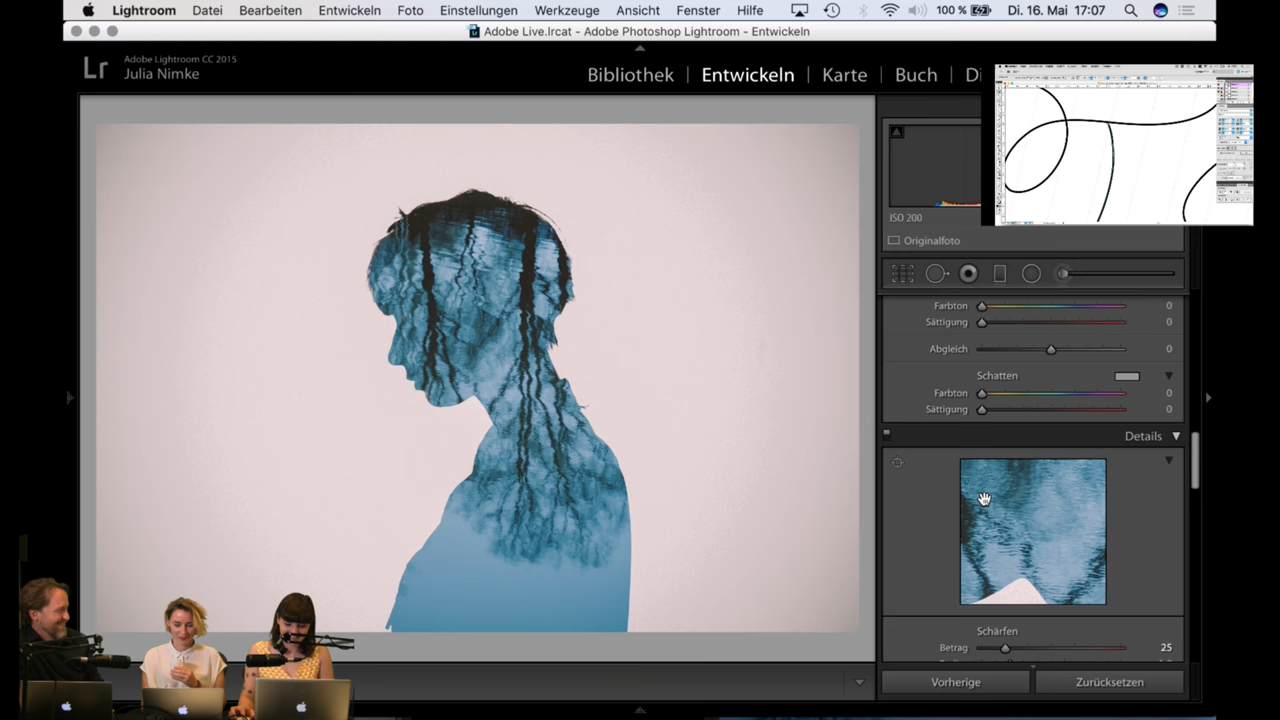 Lightroom Datei Bearbeiten Entwickeln Foto Einstellungen Werkzeuge Ansicht Fenster Hilfe 100 % Di. 16. Mai 17:07
Adobe Live.lrcat - Adobe Photoshop Lightroom - Entwickeln
Lr Adobe Lightroom CC 2015
Julia Nimke
Bibliothek | Entwickeln | Karte | Buch | Di
ISO 200
Originalfoto
Farbton 0
Sättigung 0
Abgleich 0
Schatten
Farbton 0
Sättigung 0
Details
Schärfen
Betrag 25
Vorherige Zurücksetzen